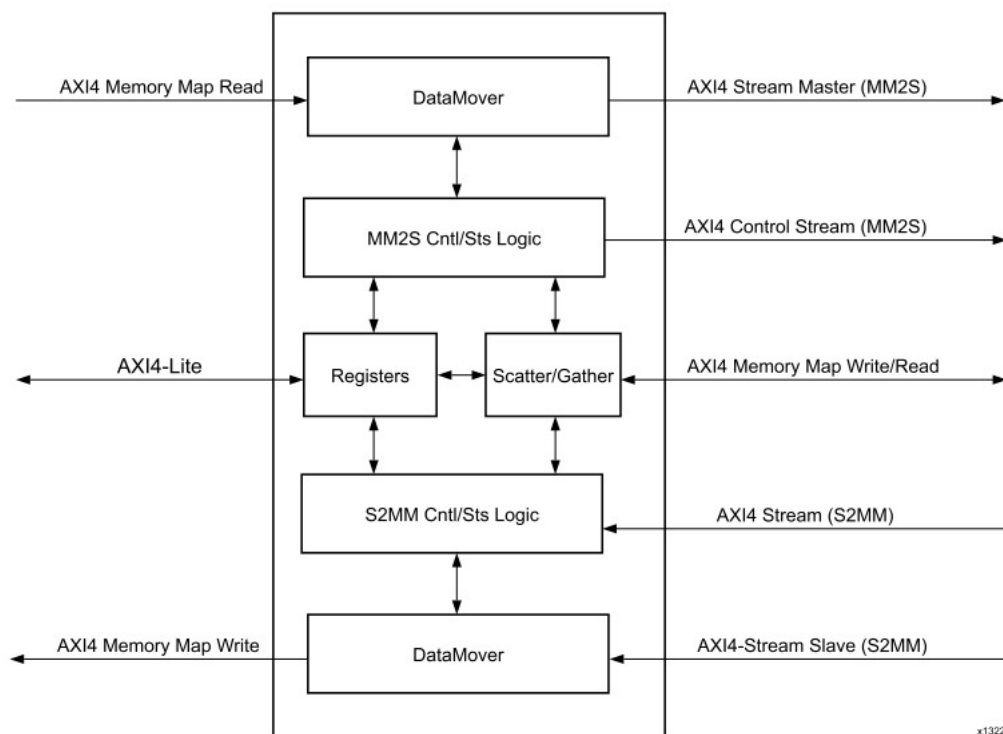 AXI4 Memory Map Read
DataMover
AXI4 Stream Master (MM2S)
MM2S Cntl/Sts Logic
AXI4 Control Stream (MM2S)
AXI4-Lite
Registers
Scatter/Gather
AXI4 Memory Map Write/Read
S2MM Cntl/Sts Logic
AXI4 Stream (S2MM)
AXI4 Memory Map Write
DataMover
AXI4-Stream Slave (S2MM)